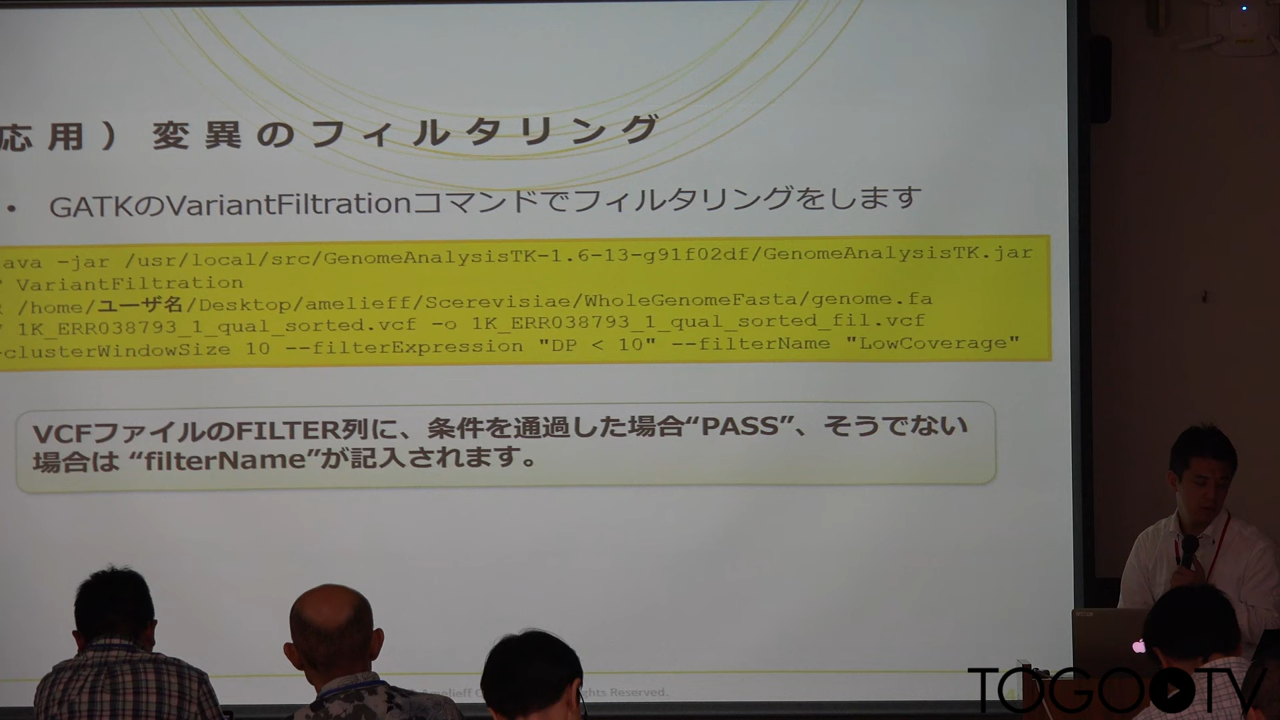 応用）変異のフィルタリング
• GATKのVariantFiltrationコマンドでフィルタリングをします
ava -jar /usr/local/src/GenomeAnalysisTK-1.6-13-g91f02df/GenomeAnalysisTK.jar
VariantFiltration
/home/ユーザ名/Desktop/amelieff/Scerevisiae/WholeGenomeFasta/genome.fa
1K_ERR038793_1_qual_sorted.vcf -o 1K_ERR038793_1_qual_sorted_fil.vcf
-clusterWindowSize 10 --filterExpression "DP < 10" --filterName "LowCoverage"
VCFファイルのFILTER列に、条件を通過した場合“PASS”、そうでない
場合は “filterName”が記入されます。
Amelieff C ghts Reserved.
TOGOTV